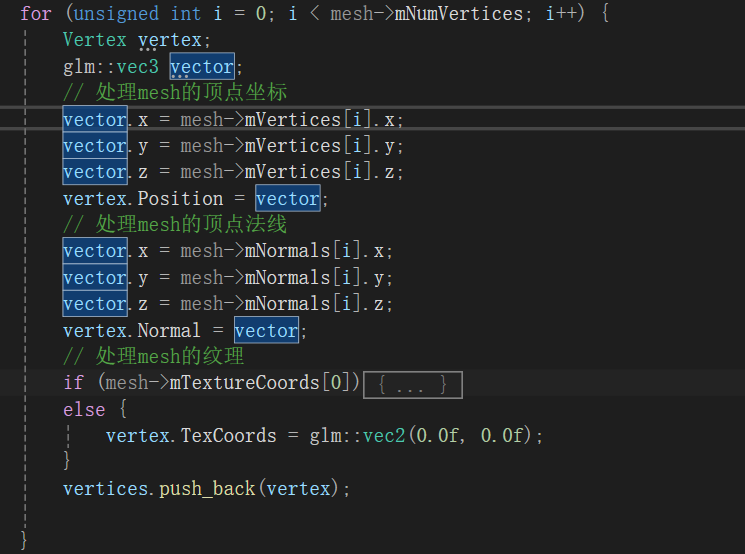 for (unsigned int i = 0; i < mesh->mNumVertices; i++) {
Vertex vertex;
glm::vec3 vector;
// 处理mesh的顶点坐标
vector.x = mesh->mVertices[i].x;
vector.y = mesh->mVertices[i].y;
vector.z = mesh->mVertices[i].z;
vertex.Position = vector;
// 处理mesh的顶点法线
vector.x = mesh->mNormals[i].x;
vector.y = mesh->mNormals[i].y;
vector.z = mesh->mNormals[i].z;
vertex.Normal = vector;
// 处理mesh的纹理
if (mesh->mTextureCoords[0]) { ... }
else {
vertex.TexCoords = glm::vec2(0.0f, 0.0f);
}
vertices.push_back(vertex);
}